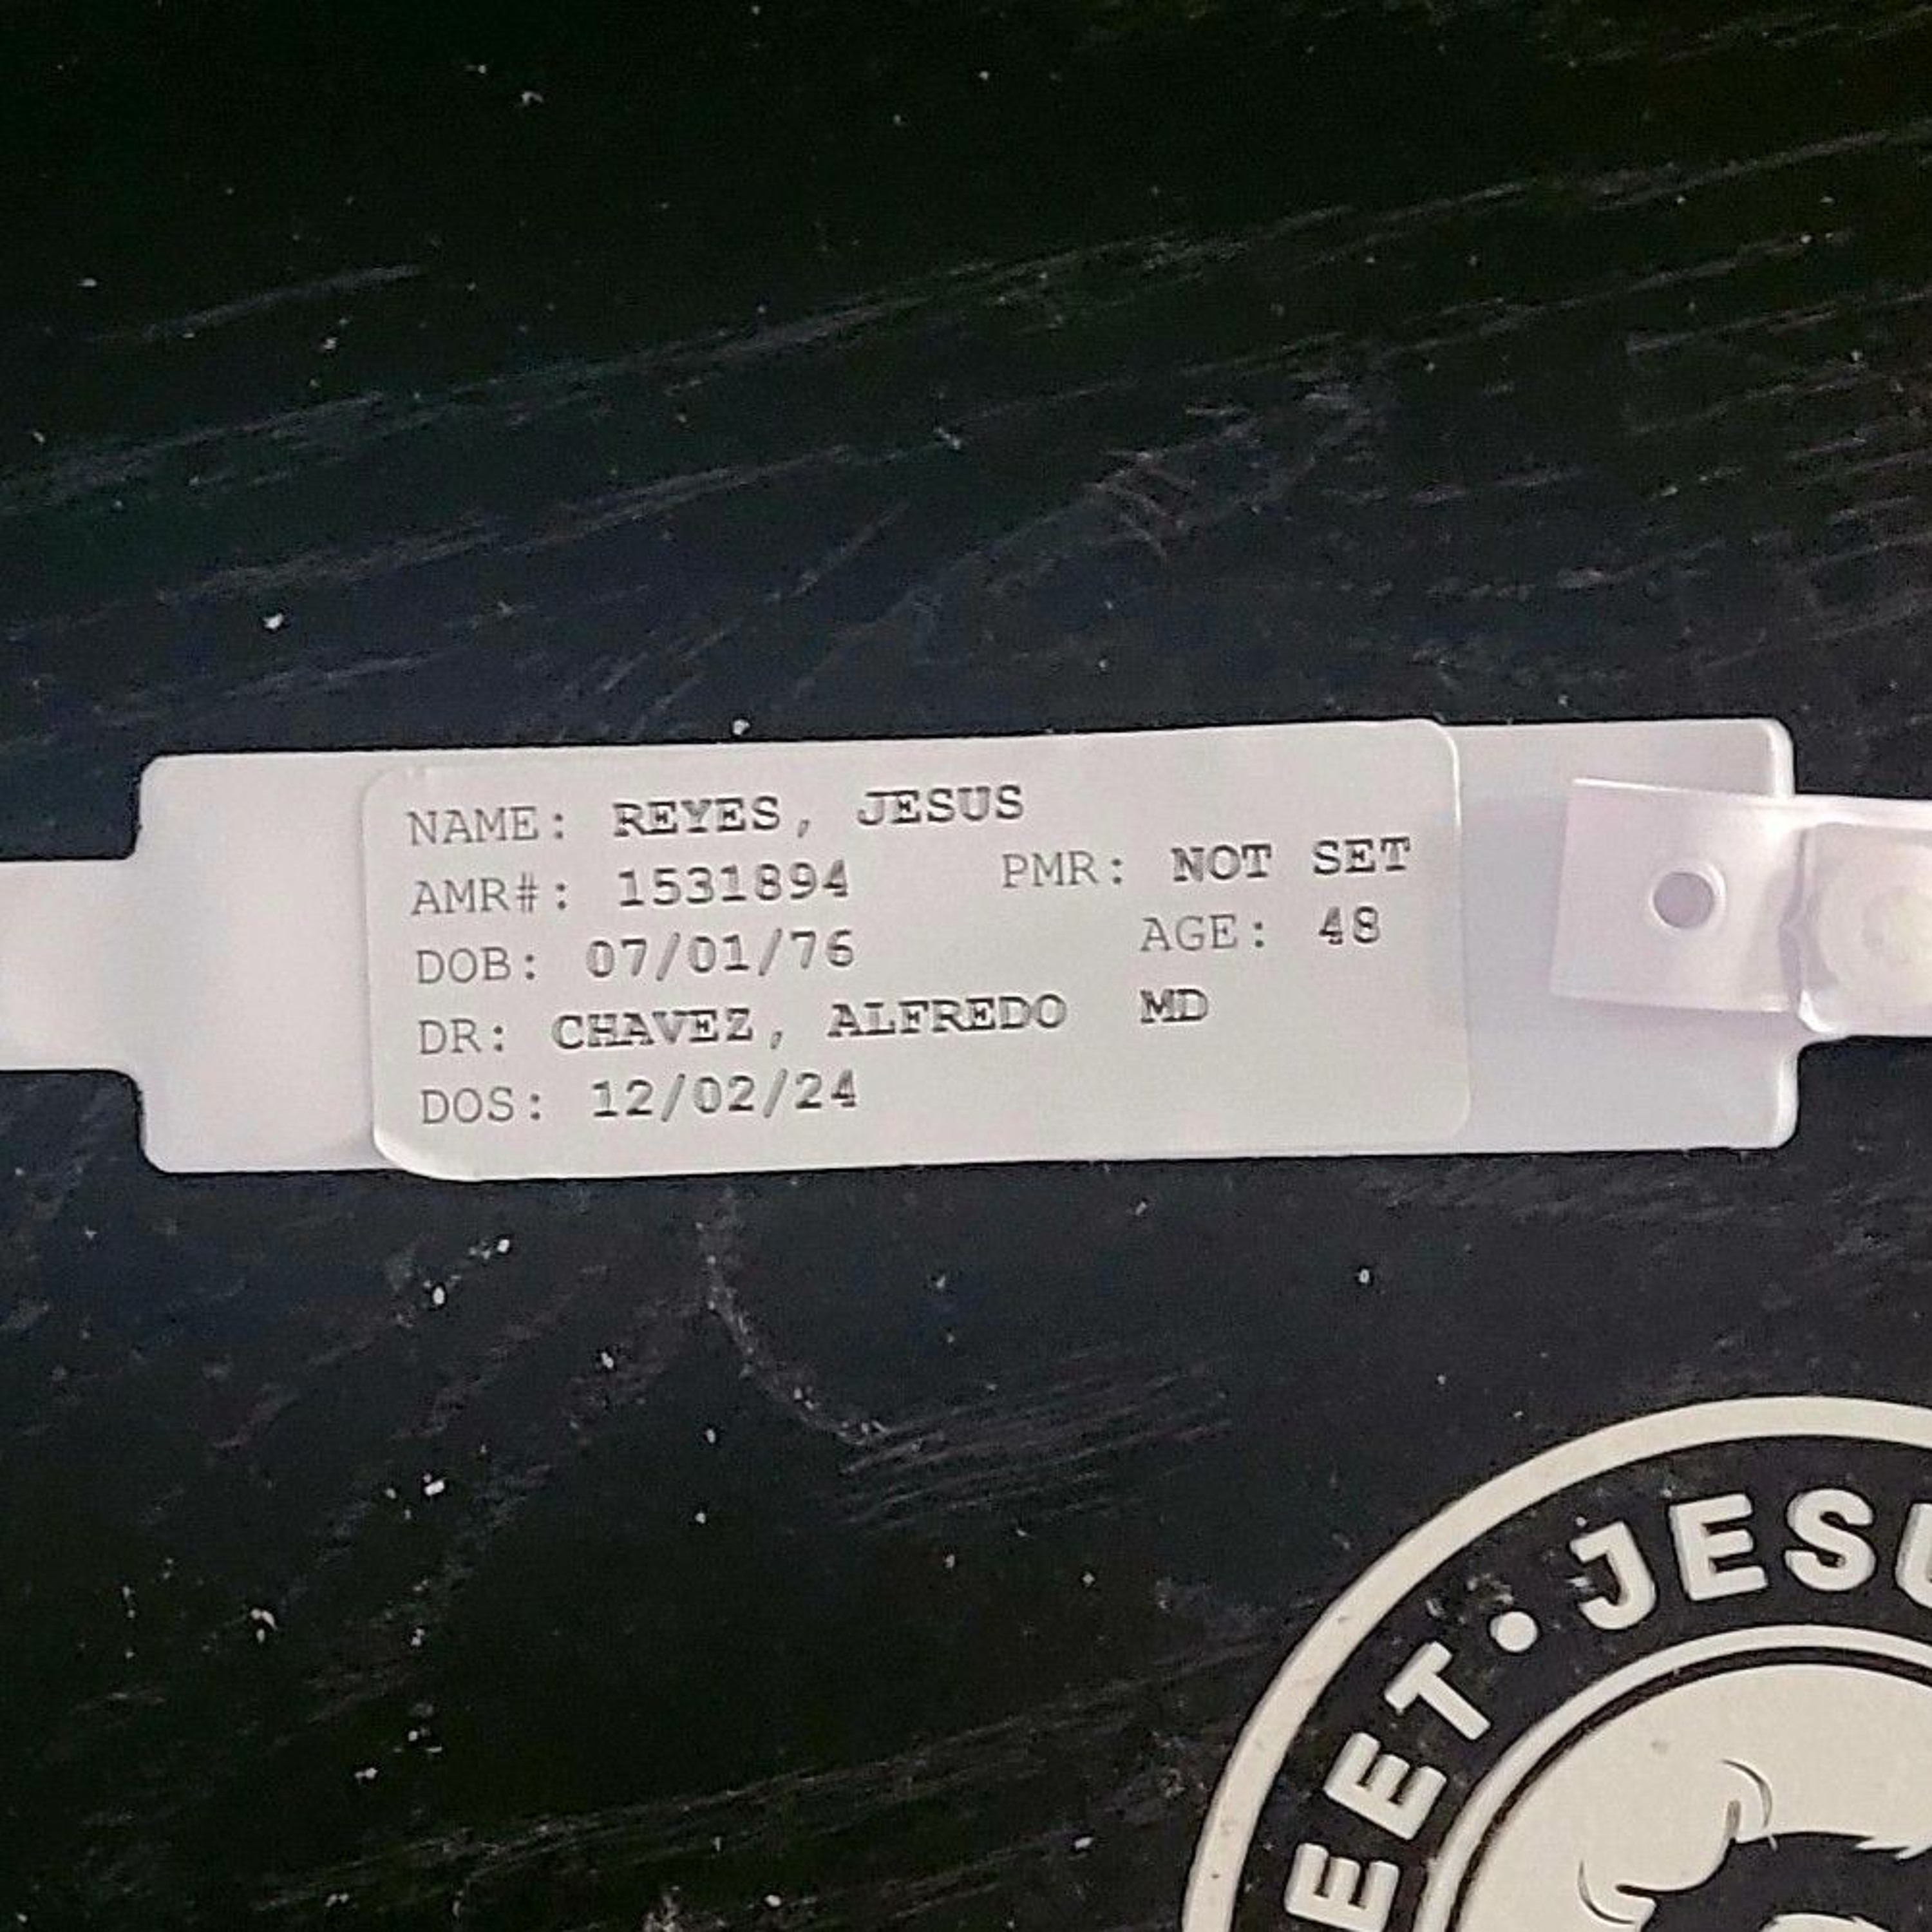 NAME: REYES, JESUS
AMR#: 1531894 PMR: NOT SET
DOB: 07/01/76 AGE: 48
DR: CHAVEZ, ALFREDO MD
DOS: 12/02/24
EET • JESU